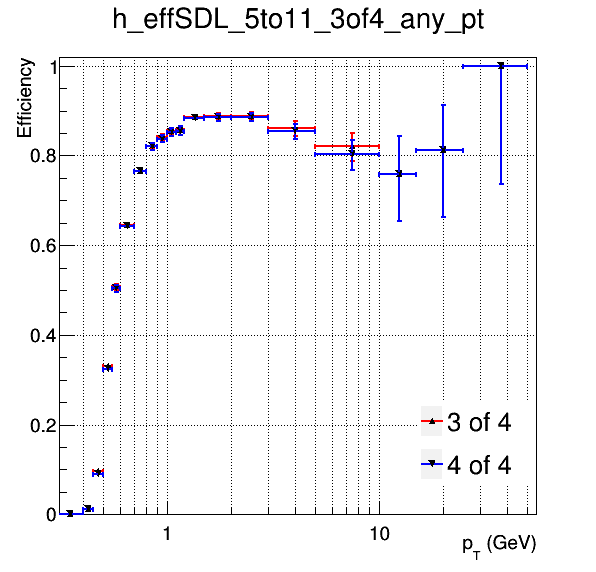 h_effSDL_5to11_3of4_any_pt
Efficiency
1
0.8
0.6
0.4
0.2
0
3 of 4
4 of 4
1
10
p_T (GeV)